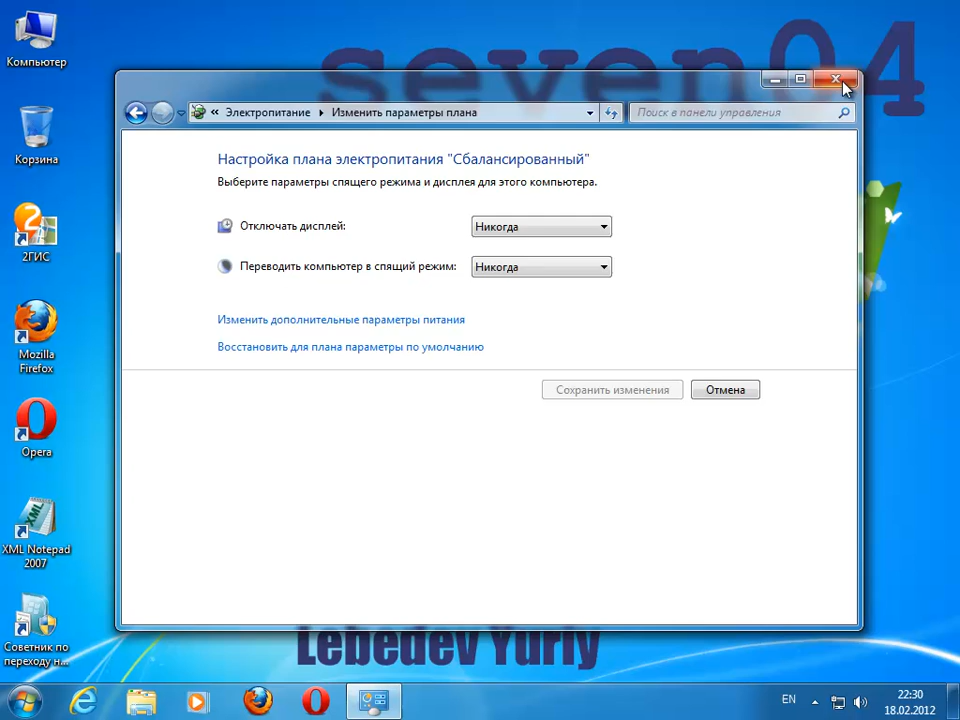 seven04
Компьютер
Корзина
2ГИС
Mozilla
Firefox
Opera
XML Notepad
2007
Советник по
переходу н...
« Электропитание Изменить параметры плана
Поиск в панели управления
Настройка плана электропитания "Сбалансированный"
Выберите параметры спящего режима и дисплея для этого компьютера.
Отключать дисплей: Никогда
Переводить компьютер в спящий режим: Никогда
Изменить дополнительные параметры питания
Восстановить для плана параметры по умолчанию
Сохранить изменения Отмена
Lebedev Yuriy
EN
22:30
18.02.2012